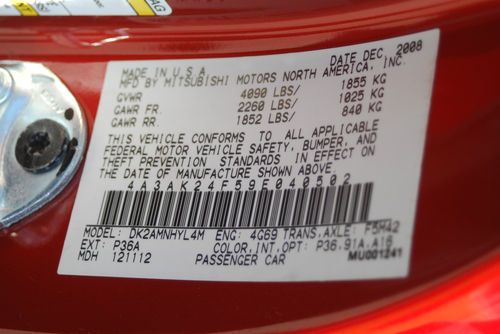 MADE IN U.S.A. DATE DEC 2008
MFD BY MITSUBISHI MOTORS NORTH AMERICA, INC.
GVWR 4090 LBS/ 1855 KG
GAWR FR. 2260 LBS/ 1025 KG
GAWR RR. 1852 LBS/ 840 KG
THIS VEHICLE CONFORMS TO ALL APPLICABLE
FEDERAL MOTOR VEHICLE SAFETY, BUMPER, AND
THEFT PREVENTION STANDARDS IN EFFECT ON
THE DATE OF MANUFACTURE SHOWN ABOVE.
4A3AK24F59E040502
MODEL: DK2AMNHYL4M ENG: 4G69 TRANS,AXLE: F5M42
EXT: P36A COLOR,INT,OPT: P36,91A,A16
MDH 121112 PASSENGER CAR MU001241